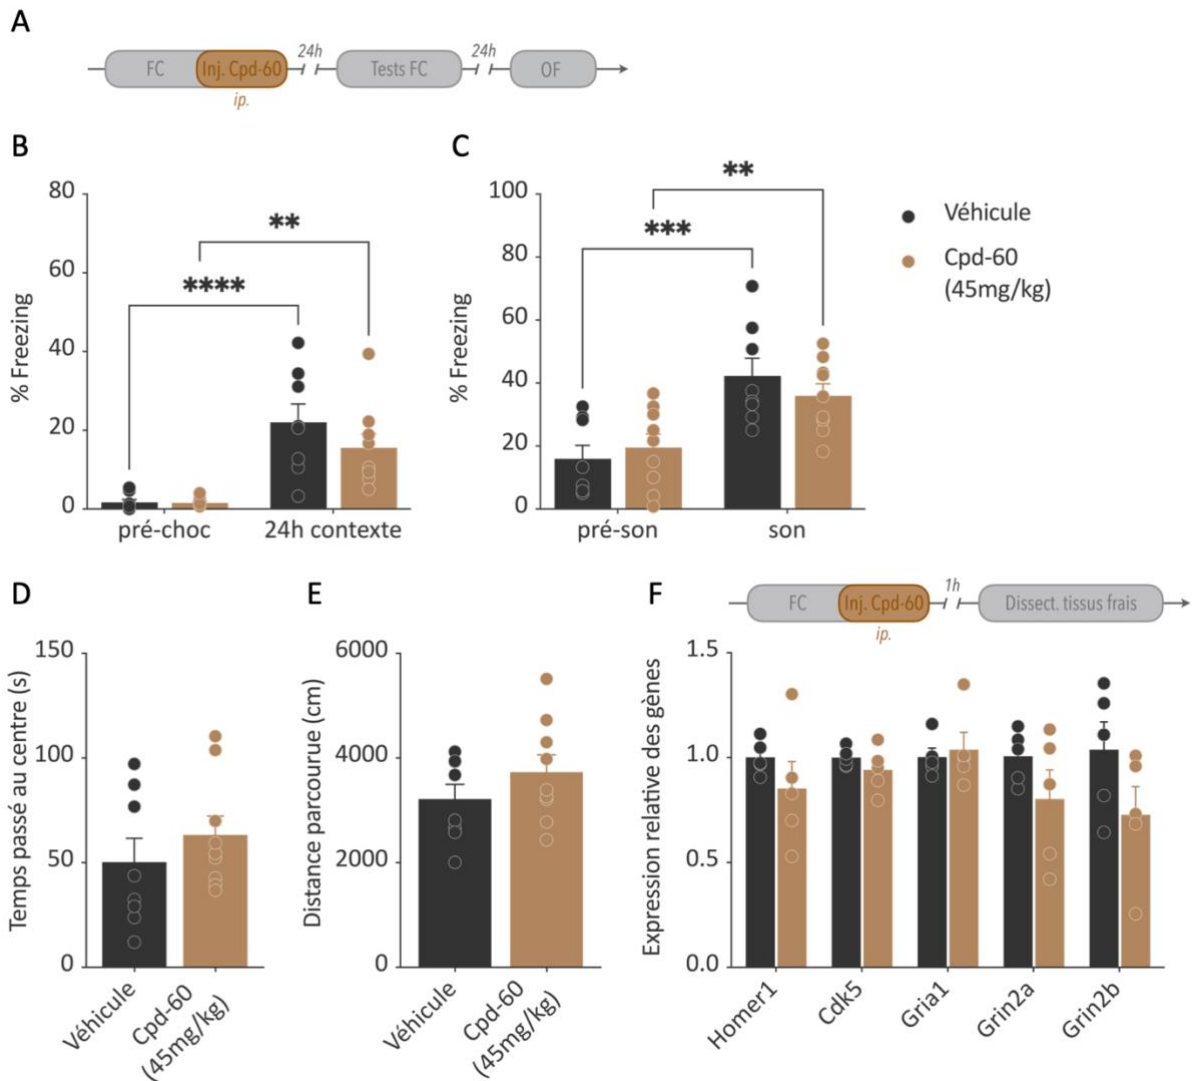 A
FC
Inj. Cpd-60
ip.
24h
Tests FC
24h
OF
B
% Freezing
80
60
40
20
0
****
**
pré-choc
24h contexte
C
% Freezing
100
80
60
40
20
0
***
**
pré-son
son
Véhicule
Cpd-60
(45mg/kg)
D
Temps passé au centre (s)
150
100
50
0
Véhicule
Cpd-60
(45mg/kg)
E
Distance parcourue (cm)
6000
4000
2000
0
Véhicule
Cpd-60
(45mg/kg)
F
FC
Inj. Cpd-60
ip.
1h
Dissect. tissus frais
Expression relative des gènes
1.5
1.0
0.5
0.0
Homer1
Cdk5
Gria1
Grin2a
Grin2b